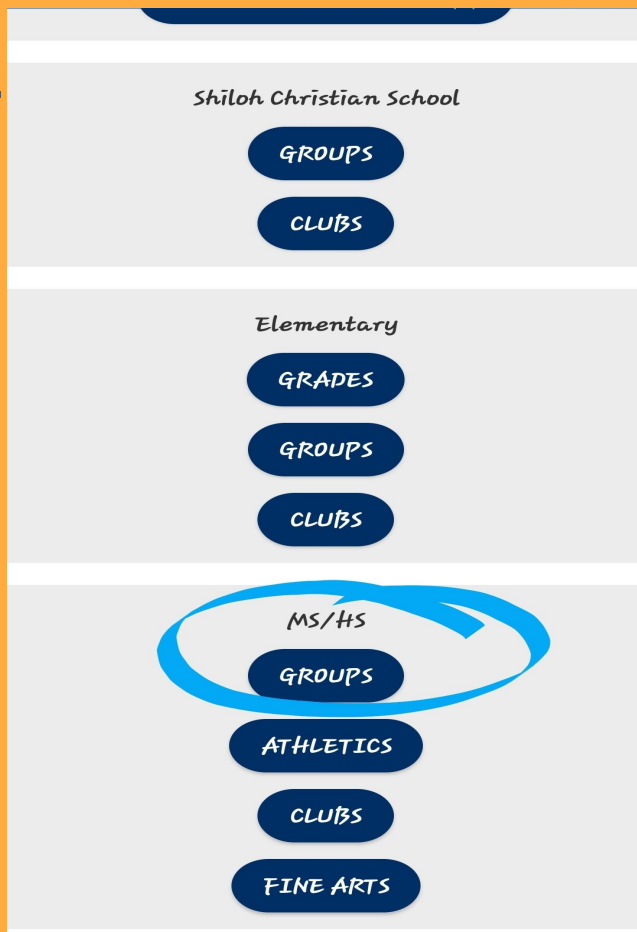 Shiloh Christian School
GROUPS
CLUBS
Elementary
GRADES
GROUPS
CLUBS
MS/HS
GROUPS
ATHLETICS
CLUBS
FINE ARTS